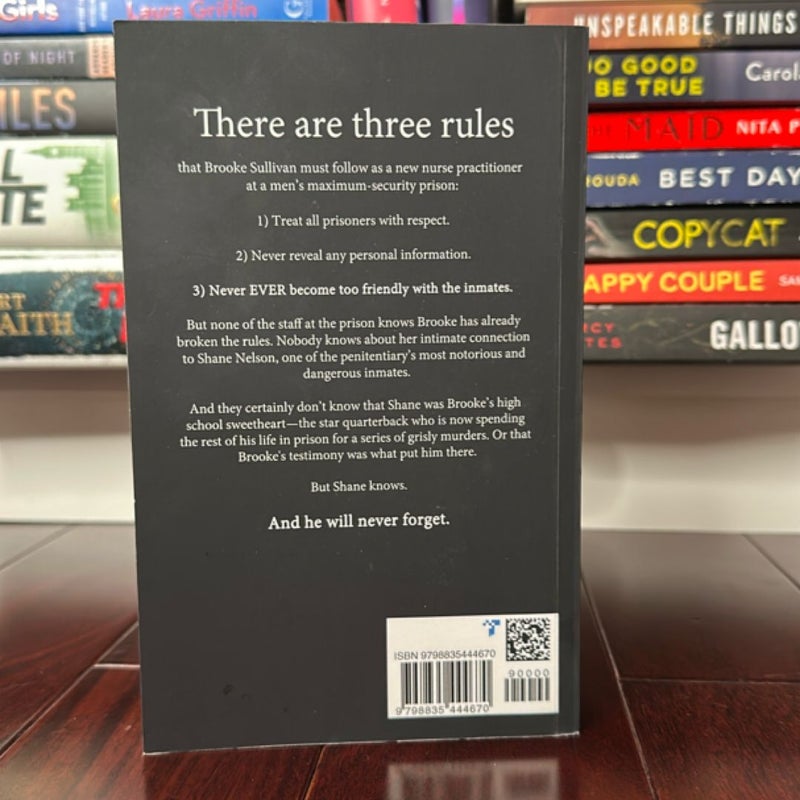 Girls
Laura Griffin
OF NIGHT
There are three rules
that Brooke Sullivan must follow as a new nurse practitioner
at a men's maximum-security prison:
1) Treat all prisoners with respect.
2) Never reveal any personal information.
3) Never EVER become too friendly with the inmates.
But none of the staff at the prison knows Brooke has already
broken the rules. Nobody knows about her intimate connection
to Shane Nelson, one of the penitentiary's most notorious and
dangerous inmates.
And they certainly don't know that Shane was Brooke's high
school sweetheart—the star quarterback who is now spending
the rest of his life in prison for a series of grisly murders. Or that
Brooke's testimony was what put him there.
But Shane knows.
And he will never forget.
ISBN 9798835444670
90000
9 798835 444670
UNSPEAKABLE THINGS
O GOOD
BE TRUE
Carol
THE MAID NITA P
ROUDA BEST DAY
COPYCAT
APPY COUPLE SA
GALLO